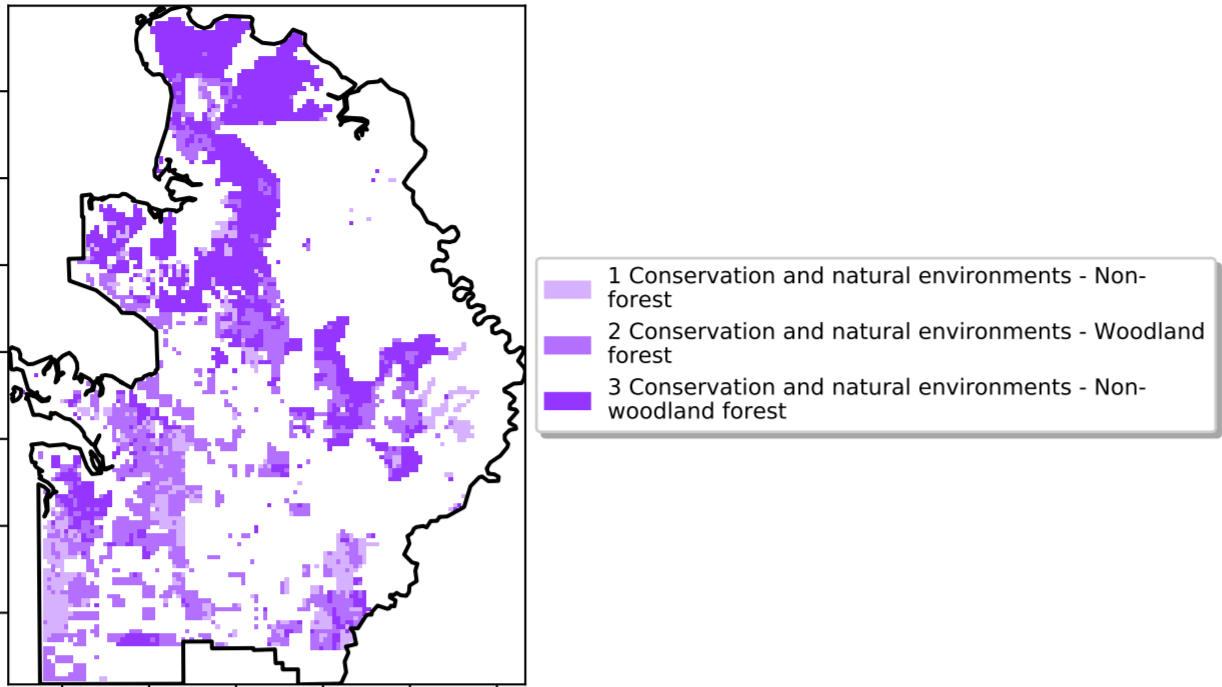 1 Conservation and natural environments - Non-
forest
2 Conservation and natural environments - Woodland
forest
3 Conservation and natural environments - Non-
woodland forest